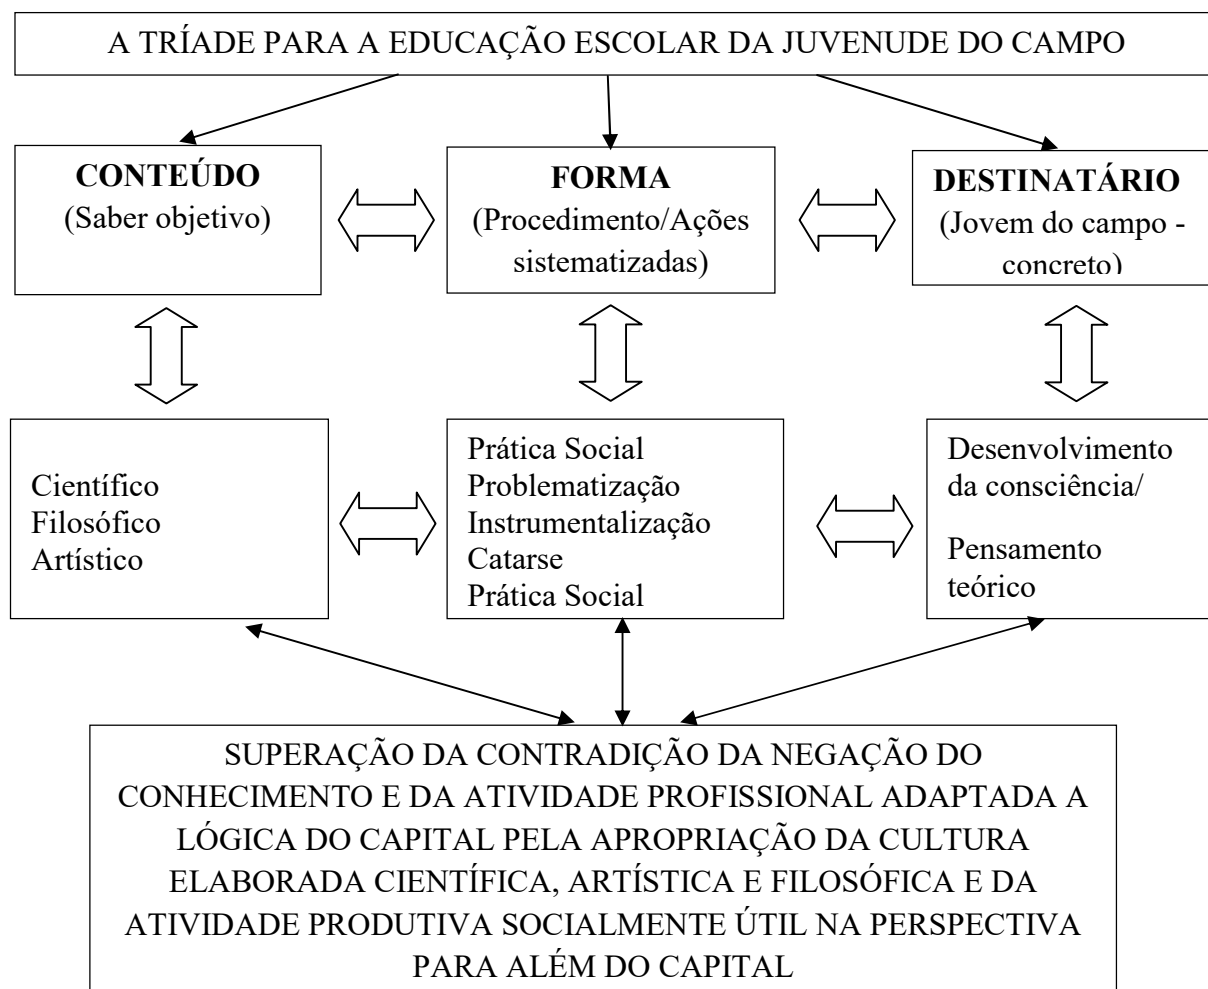 A TRÍADE PARA A EDUCAÇÃO ESCOLAR DA JUVENUDE DO CAMPO
CONTEÚDO
(Saber objetivo)
FORMA
(Procedimento/Ações
sistematizadas)
DESTINATÁRIO
(Jovem do campo -
concreto)
Científico
Filosófico
Artístico
Prática Social
Problematização
Instrumentalização
Catarse
Prática Social
Desenvolvimento
da consciência/
Pensamento
teórico
SUPERAÇÃO DA CONTRADIÇÃO DA NEGAÇÃO DO
CONHECIMENTO E DA ATIVIDADE PROFISSIONAL ADAPTADA A
LÓGICA DO CAPITAL PELA APROPRIAÇÃO DA CULTURA
ELABORADA CIENTÍFICA, ARTÍSTICA E FILOSÓFICA E DA
ATIVIDADE PRODUTIVA SOCIALMENTE ÚTIL NA PERSPECTIVA
PARA ALÉM DO CAPITAL